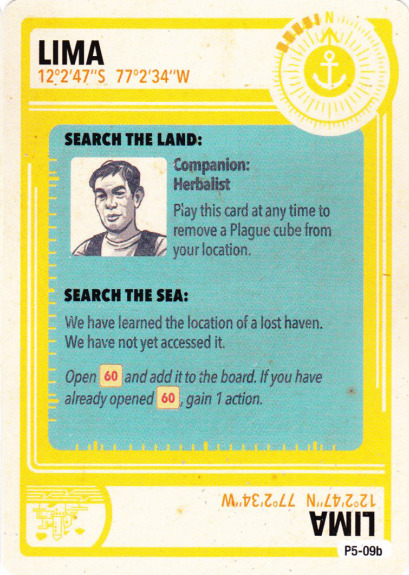 LIMA
12°2'47"S 77°2'34"W
N
SEARCH THE LAND:
Companion:
Herbalist
Play this card at any time to
remove a Plague cube from
your location.
SEARCH THE SEA:
We have learned the location of a lost haven.
We have not yet accessed it.
Open 60 and add it to the board. If you have
already opened 60, gain 1 action.
12°2'47"N 77°2'34"W
LIMA
P5-09b